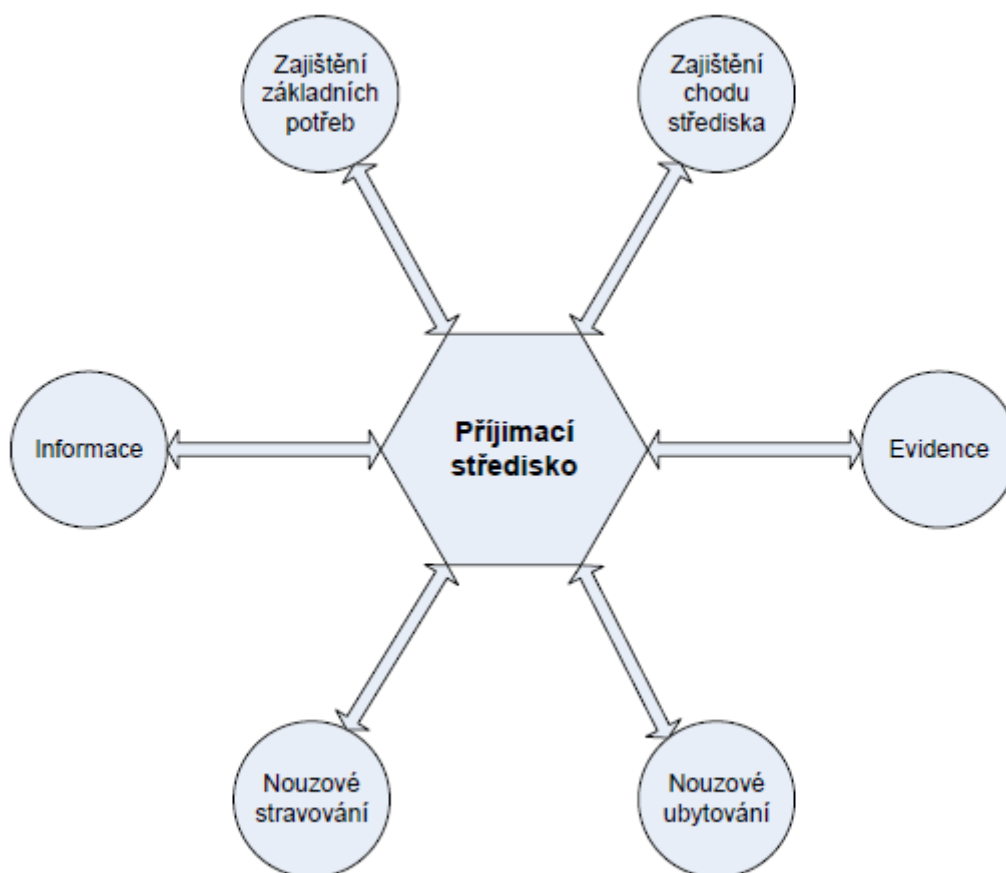 Zajištění
základních
potřeb
Zajištění
chodu
střediska
Informace
Příjimací
středisko
Evidence
Nouzové
stravování
Nouzové
ubytování